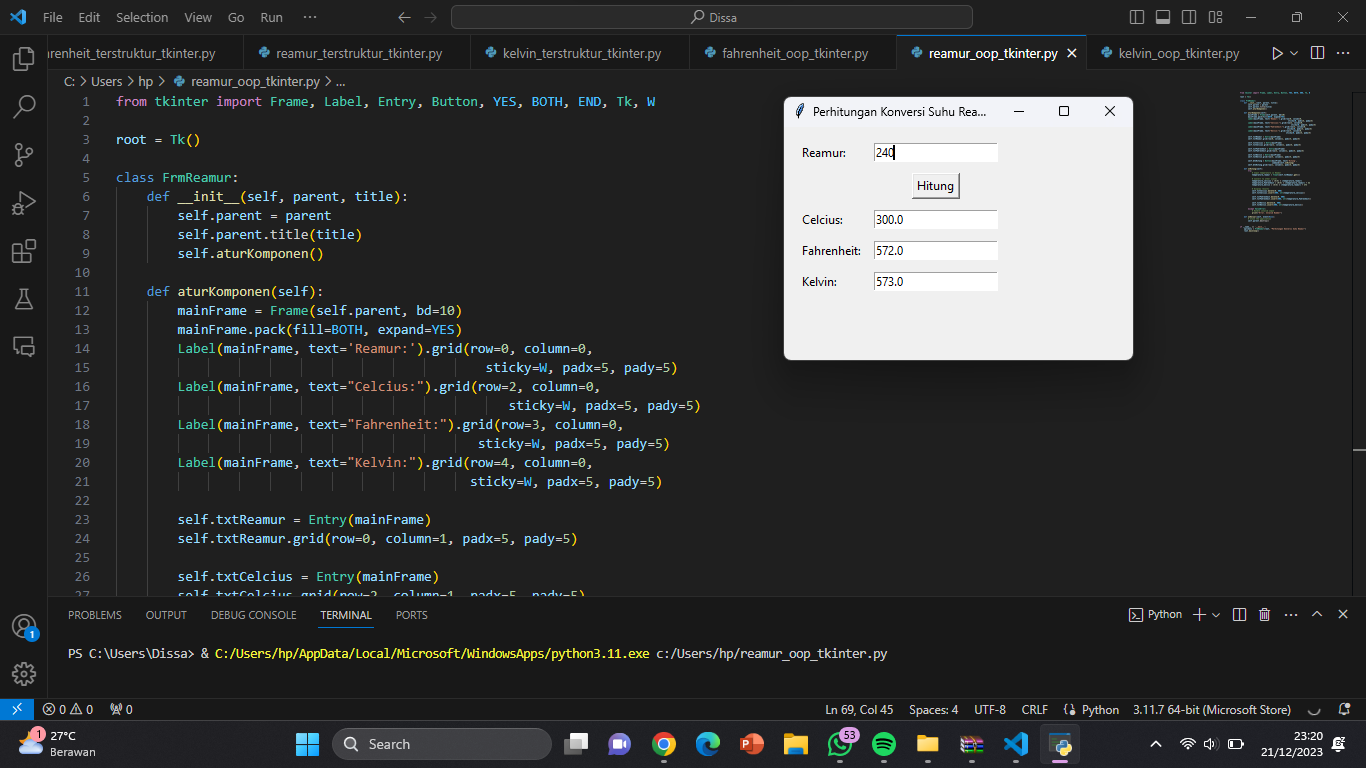 File Edit Selection View Go Run ··· Dissa
renheit_terstruktur_tkinter.py reamur_terstruktur_tkinter.py kelvin_terstruktur_tkinter.py fahrenheit_oop_tkinter.py reamur_oop_tkinter.py kelvin_oop_tkinter.py
C: > Users > hp > reamur_oop_tkinter.py > ...
1 from tkinter import Frame, Label, Entry, Button, YES, BOTH, END, Tk, W
2
3 root = Tk()
4
5 class FrmReamur:
6 def __init__(self, parent, title):
7 self.parent = parent
8 self.parent.title(title)
9 self.aturKomponen()
10
11 def aturKomponen(self):
12 mainFrame = Frame(self.parent, bd=10)
13 mainFrame.pack(fill=BOTH, expand=YES)
14 Label(mainFrame, text='Reamur:').grid(row=0, column=0,
15 sticky=W, padx=5, pady=5)
16 Label(mainFrame, text="Celcius:").grid(row=2, column=0,
17 sticky=W, padx=5, pady=5)
18 Label(mainFrame, text="Fahrenheit:").grid(row=3, column=0,
19 sticky=W, padx=5, pady=5)
20 Label(mainFrame, text="Kelvin:").grid(row=4, column=0,
21 sticky=W, padx=5, pady=5)
22
23 self.txtReamur = Entry(mainFrame)
24 self.txtReamur.grid(row=0, column=1, padx=5, pady=5)
25
26 self.txtCelcius = Entry(mainFrame)
27 self.txtCelcius.grid(row=2, column=1, padx=5, pady=5)
Perhitungan Konversi Suhu Rea...
Reamur: 240
Hitung
Celcius: 300.0
Fahrenheit: 572.0
Kelvin: 573.0
PROBLEMS OUTPUT DEBUG CONSOLE TERMINAL PORTS Python
PS C:\Users\Dissa> & C:/Users/hp/AppData/Local/Microsoft/WindowsApps/python3.11.exe c:/Users/hp/reamur_oop_tkinter.py
1
0 0 0 Ln 69, Col 45 Spaces: 4 UTF-8 CRLF Python 3.11.7 64-bit (Microsoft Store)
1 27°C
Berawan
Search
53
23:20
21/12/2023